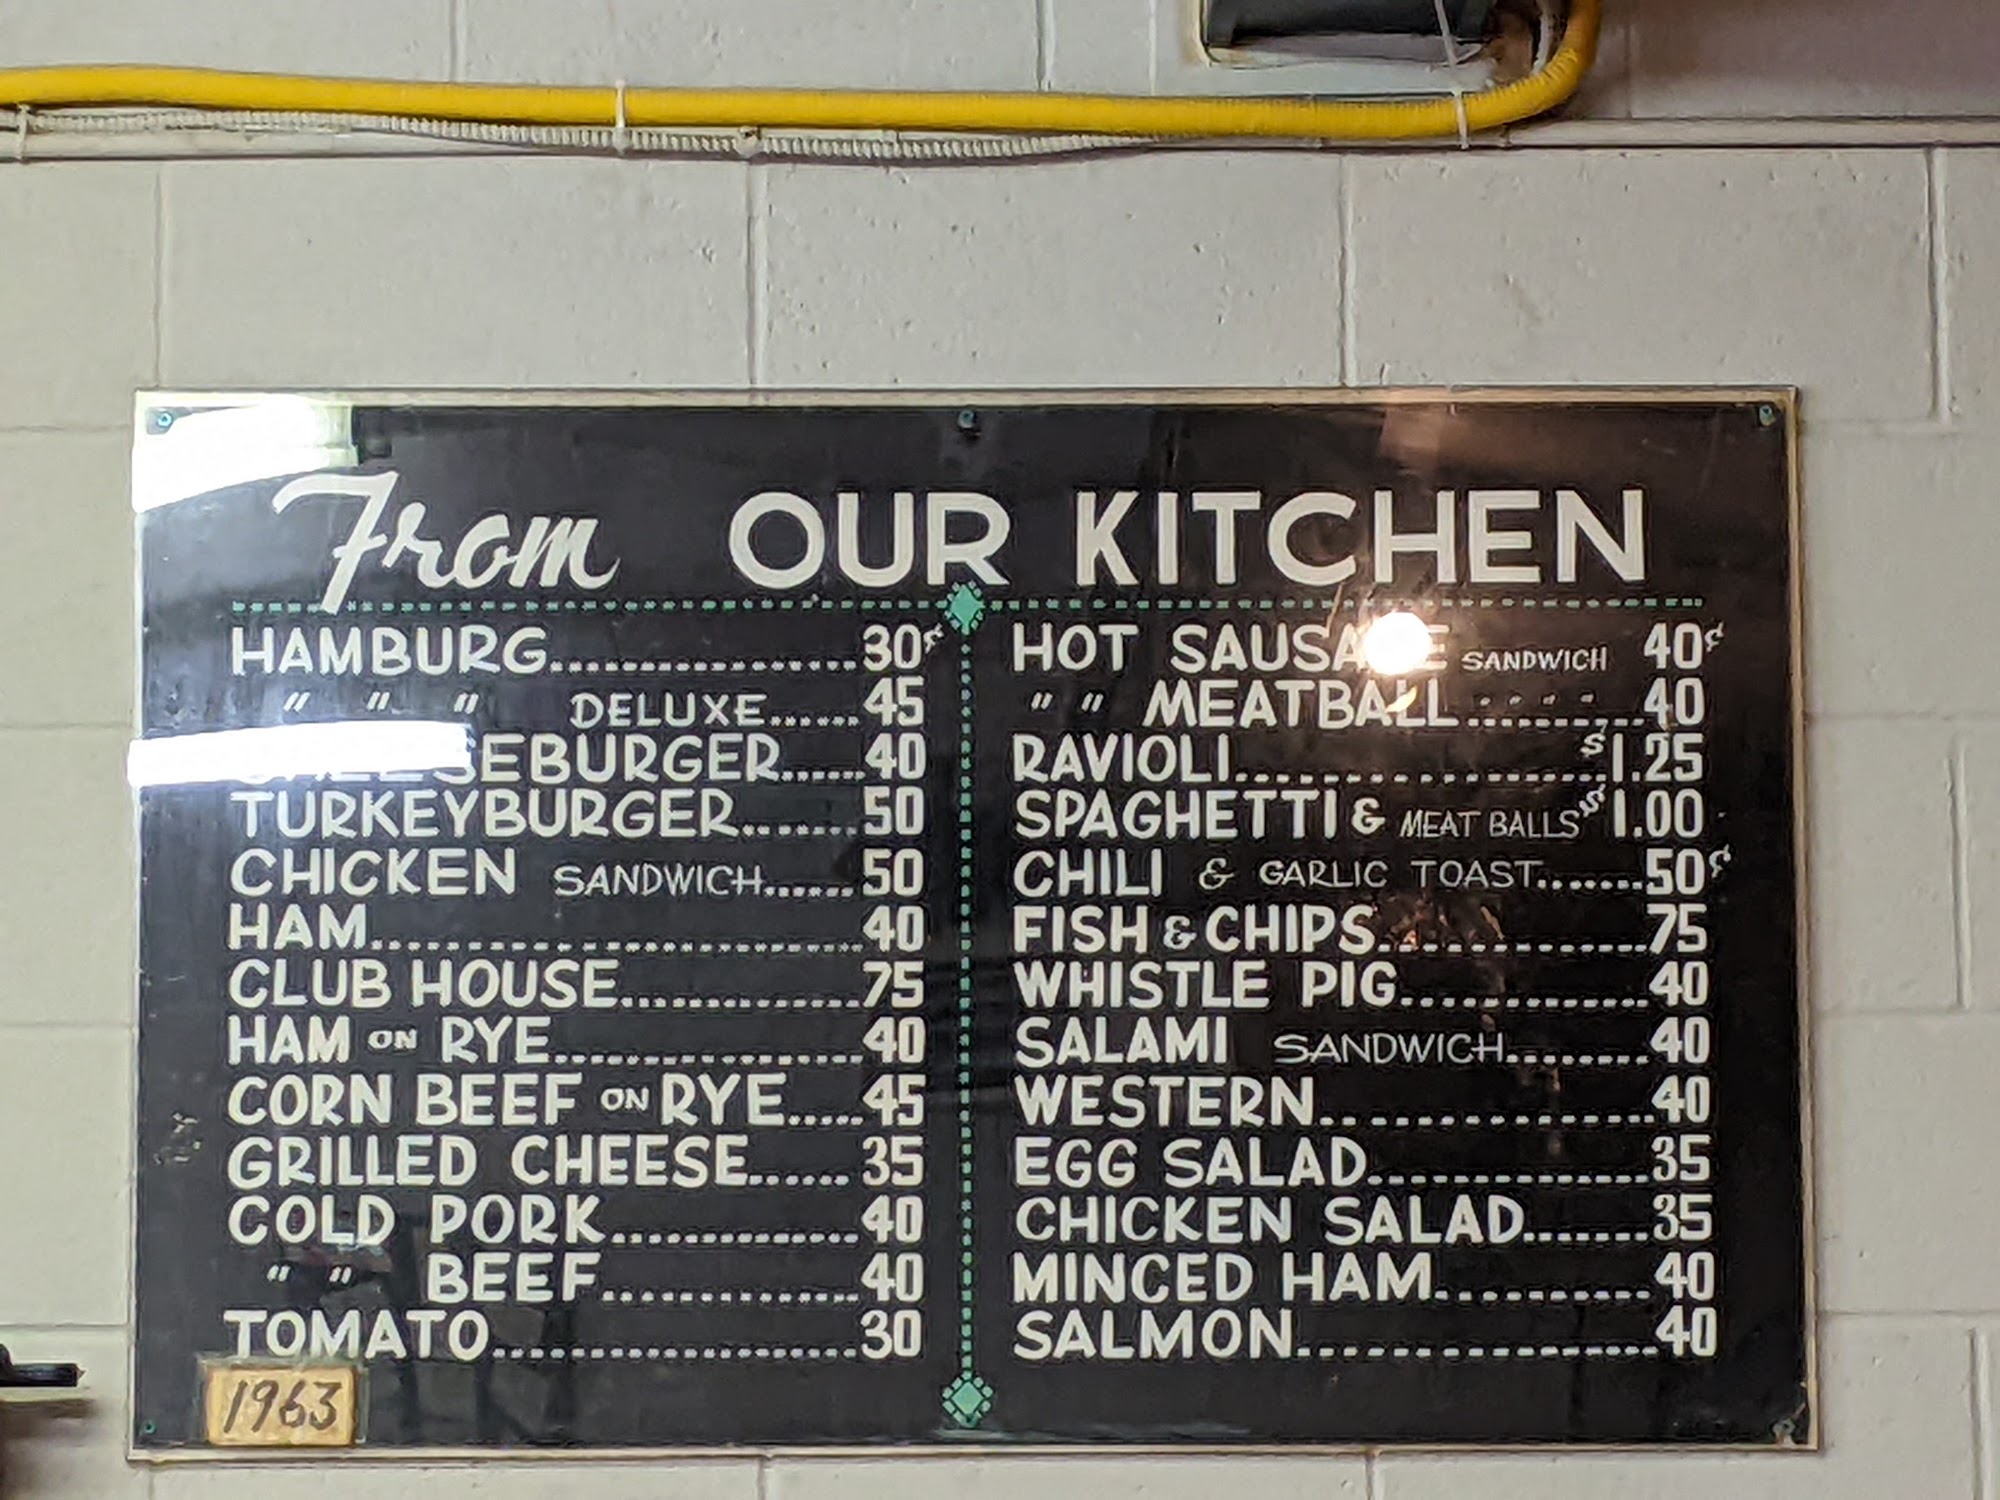 From OUR KITCHEN
HAMBURG................30¢
" " " DELUXE......45
CHEESEBURGER......40
TURKEYBURGER.......50
CHICKEN SANDWICH......50
HAM..........................40
CLUB HOUSE.............75
HAM ON RYE................40
CORN BEEF ON RYE.....45
GRILLED CHEESE......35
COLD PORK.............40
" " BEEF..............40
TOMATO....................30
1963
HOT SAUSAGE SANDWICH 40¢
" " MEATBALL.........40
RAVIOLI....................$1.25
SPAGHETTI & MEAT BALLS $1.00
CHILI & GARLIC TOAST.......50¢
FISH & CHIPS.............75
WHISTLE PIG............40
SALAMI SANDWICH........40
WESTERN................40
EGG SALAD..............35
CHICKEN SALAD.......35
MINCED HAM...........40
SALMON..................40